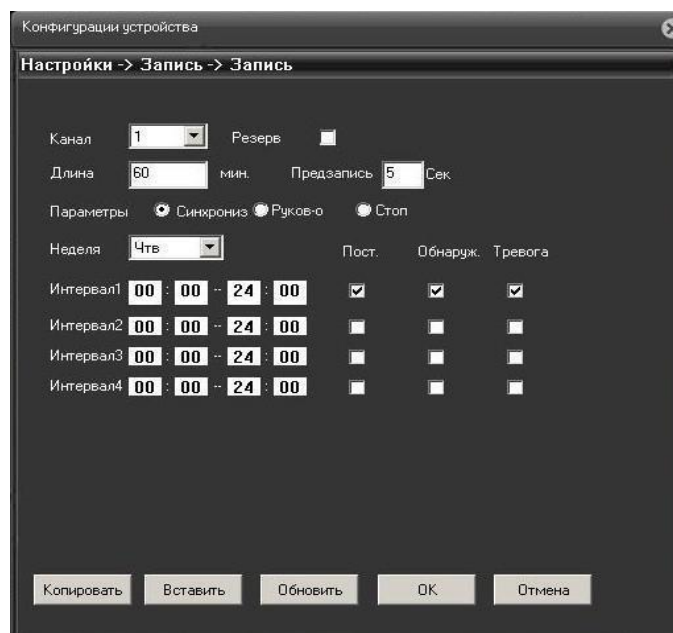 Конфигурации устройства
Настройки -> Запись -> Запись
Канал 1 Резерв
Длина 60 мин. Предзапись 5 Сек
Параметры Синхрониз Руков-о Стоп
Неделя Чтв Пост. Обнаруж. Тревога
Интервал1 00 : 00 -- 24 : 00
Интервал2 00 : 00 -- 24 : 00
Интервал3 00 : 00 -- 24 : 00
Интервал4 00 : 00 -- 24 : 00
Копировать Вставить Обновить OK Отмена